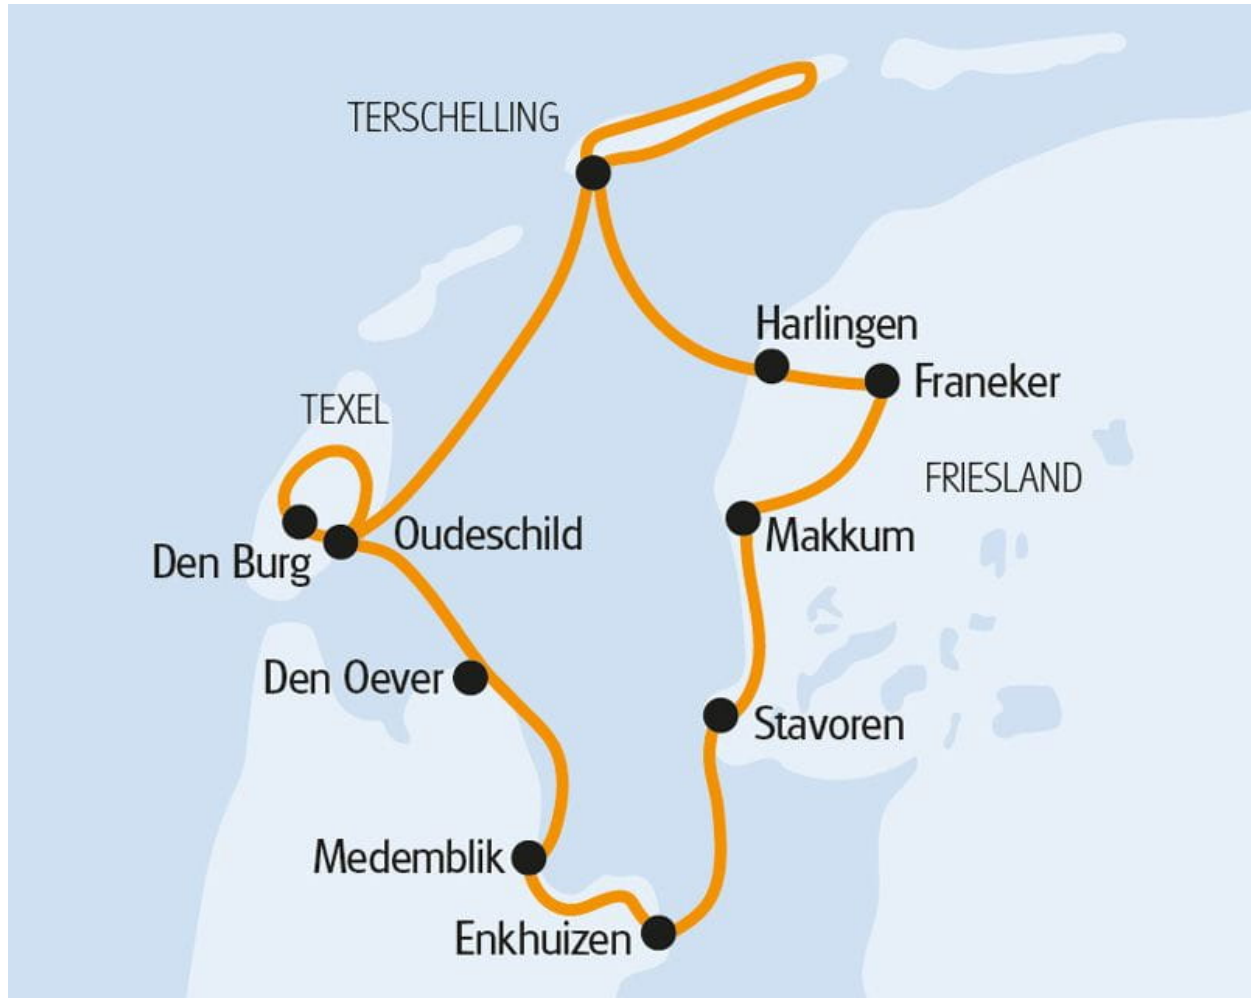 TERSCHELLING
Harlingen
Franeker
TEXEL
FRIESLAND
Oudeschild
Makkum
Den Burg
Den Oever
Stavoren
Medemblik
Enkhuizen